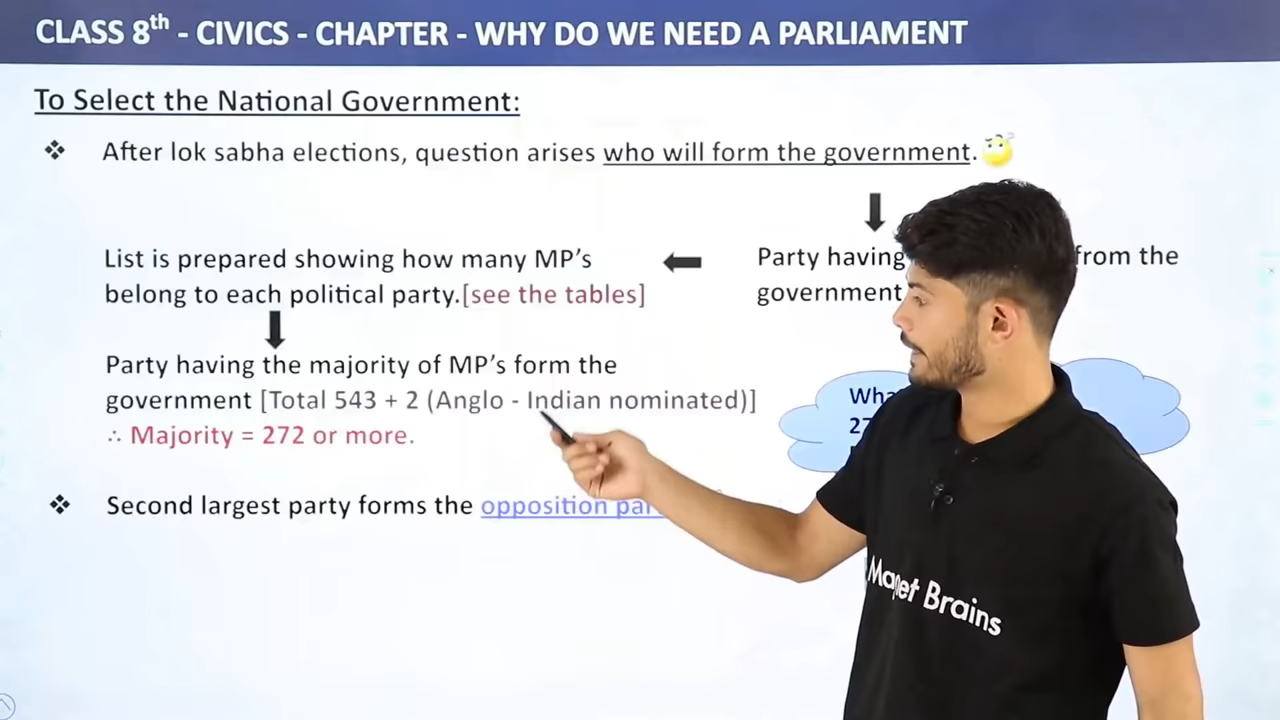 CLASS 8th - CIVICS - CHAPTER - WHY DO WE NEED A PARLIAMENT
To Select the National Government:
❖ After lok sabha elections, question arises who will form the government.
Party having from the
government
List is prepared showing how many MP's
belong to each political party.[see the tables]
Party having the majority of MP's form the
government [Total 543 + 2 (Anglo - Indian nominated)]
∴ Majority = 272 or more.
❖ Second largest party forms the opposition
Magnet Brains